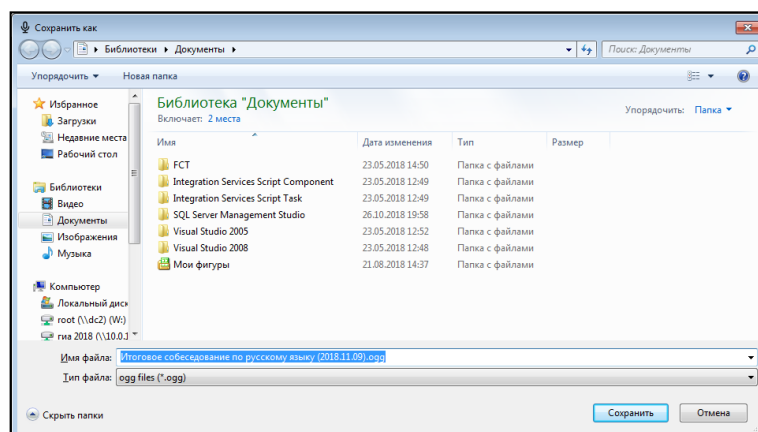 Сохранить как
Библиотеки Документы
Поиск: Документы
Упорядочить Новая папка
Избранное
Загрузки
Недавние места
Рабочий стол
Библиотеки
Видео
Документы
Изображения
Музыка
Компьютер
Локальный диск
root (\\dc2) (W:)
гиа 2018 (\\10.0.1
Библиотека "Документы"
Включает: 2 места
Упорядочить: Папка
Имя Дата изменения Тип Размер
FCT 23.05.2018 14:50 Папка с файлами
Integration Services Script Component 23.05.2018 12:49 Папка с файлами
Integration Services Script Task 23.05.2018 12:49 Папка с файлами
SQL Server Management Studio 26.10.2018 19:58 Папка с файлами
Visual Studio 2005 23.05.2018 12:52 Папка с файлами
Visual Studio 2008 23.05.2018 12:48 Папка с файлами
Мои фигуры 21.08.2018 14:37 Папка с файлами
Имя файла: Итоговое собеседование по русскому языку (2018.11.09).ogg
Тип файла: ogg files (*.ogg)
Скрыть папки
Сохранить Отмена